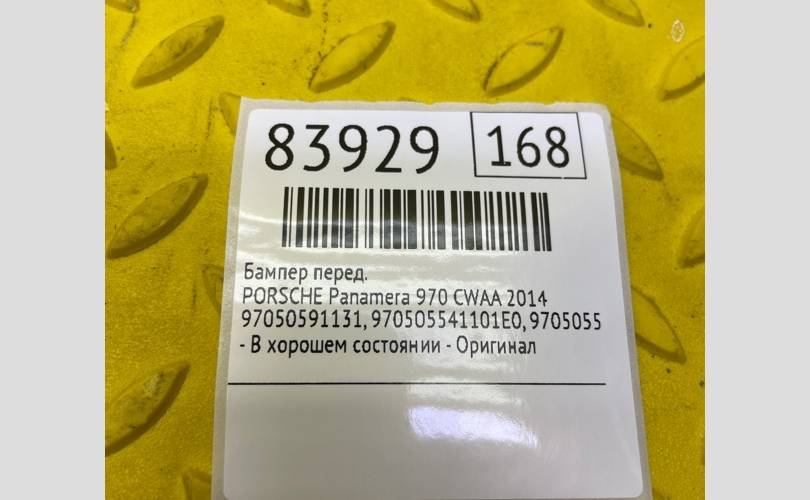 83929 168
Бампер перед.
PORSCHE Panamera 970 CWAA 2014
97050591131, 970505541101E0, 9705055
- В хорошем состоянии - Оригинал